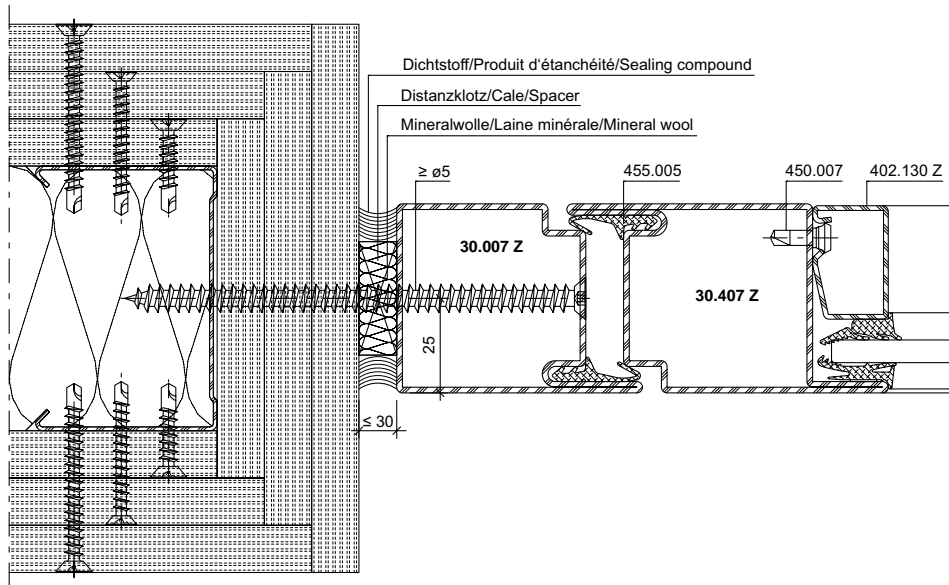 Dichtstoff/Produit d'étanchéité/Sealing compound
Distanzklotz/Cale/Spacer
Mineralwolle/Laine minérale/Mineral wool
≥ ø5
455.005
450.007
402.130 Z
30.007 Z
30.407 Z
25
≤ 30